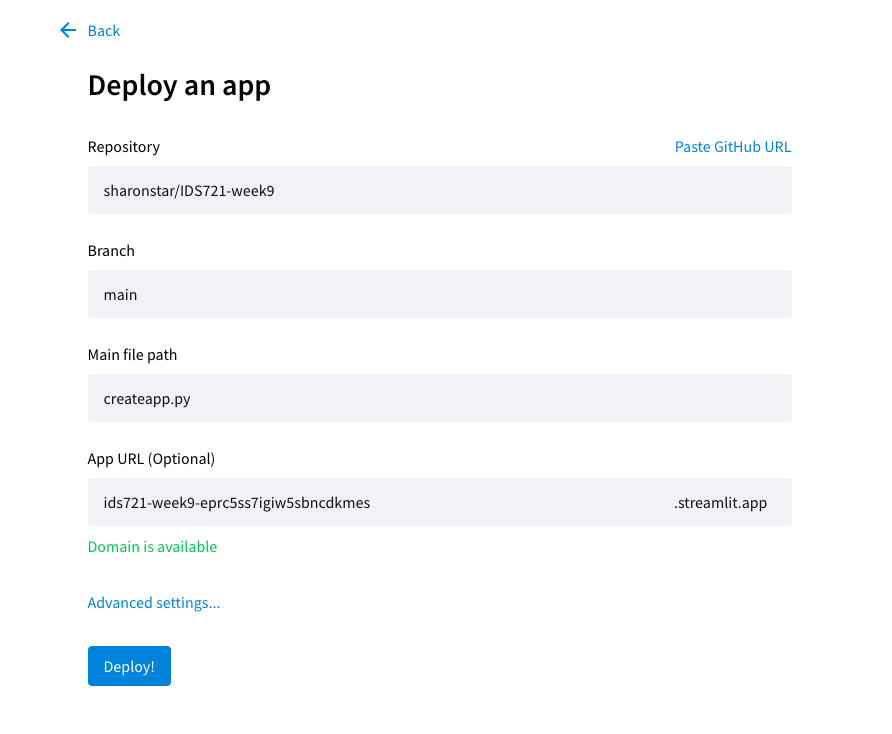 Back
Deploy an app
Repository
Paste GitHub URL
sharonstar/IDS721-week9
Branch
main
Main file path
createapp.py
App URL (Optional)
ids721-week9-eprc5ss7igiw5sbncdkmes
.streamlit.app
Domain is available
Advanced settings...
Deploy!